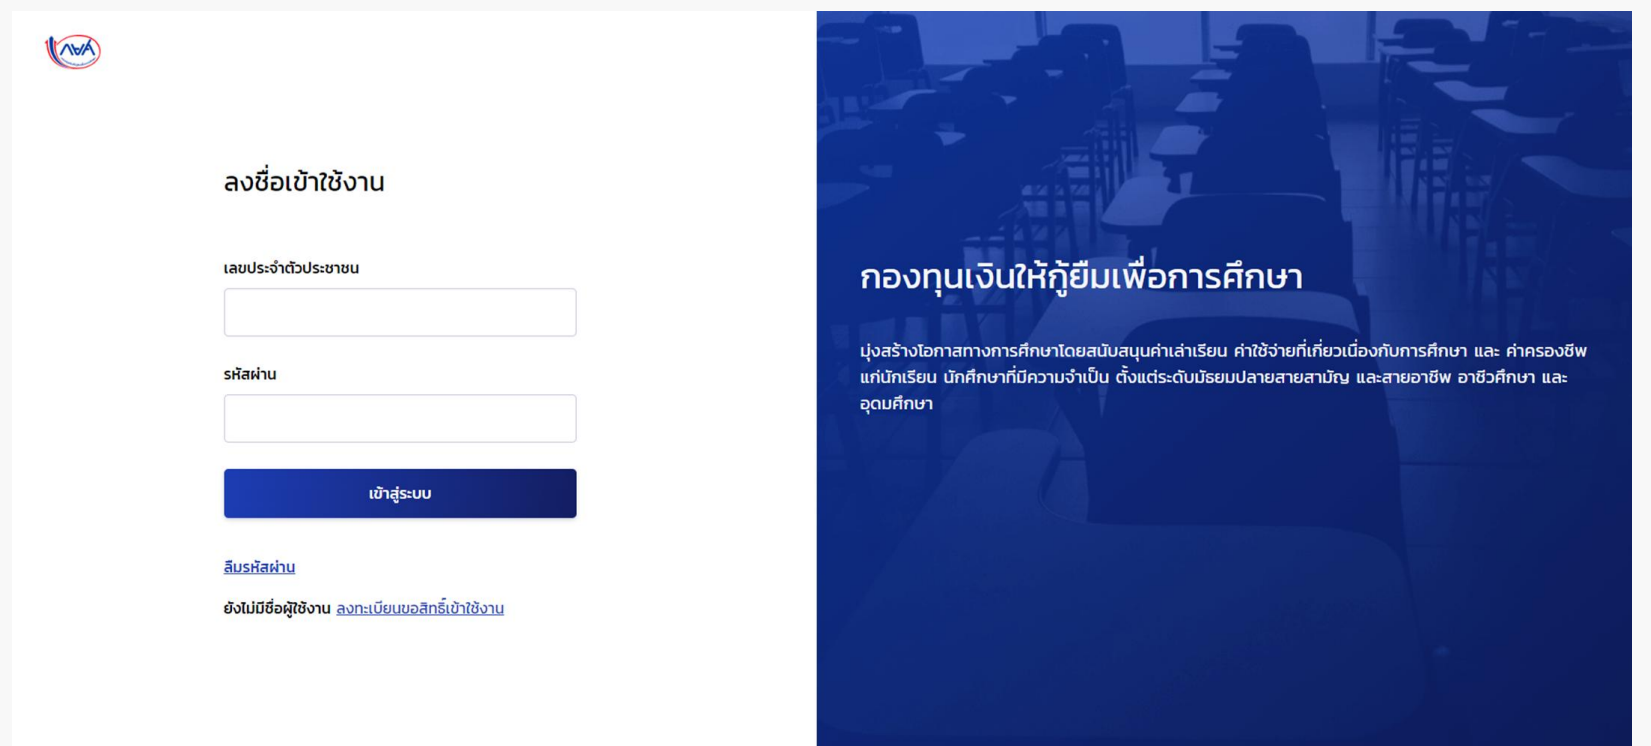 กยศ
ลงชื่อเข้าใช้งาน
เลขประจำตัวประชาชน
รหัสผ่าน
เข้าสู่ระบบ
ลืมรหัสผ่าน
ยังไม่มีชื่อผู้ใช้งาน ลงทะเบียนขอสิทธิ์เข้าใช้งาน
กองทุนเงินให้กู้ยืมเพื่อการศึกษา
มุ่งสร้างโอกาสทางการศึกษาโดยสนับสนุนค่าเล่าเรียน ค่าใช้จ่ายที่เกี่ยวเนื่องกับการศึกษา และ ค่าครองชีพ
แก่นักเรียน นักศึกษาที่มีความจำเป็น ตั้งแต่ระดับมัธยมปลายสายสามัญ และสายอาชีพ อาชีวศึกษา และ
อุดมศึกษา